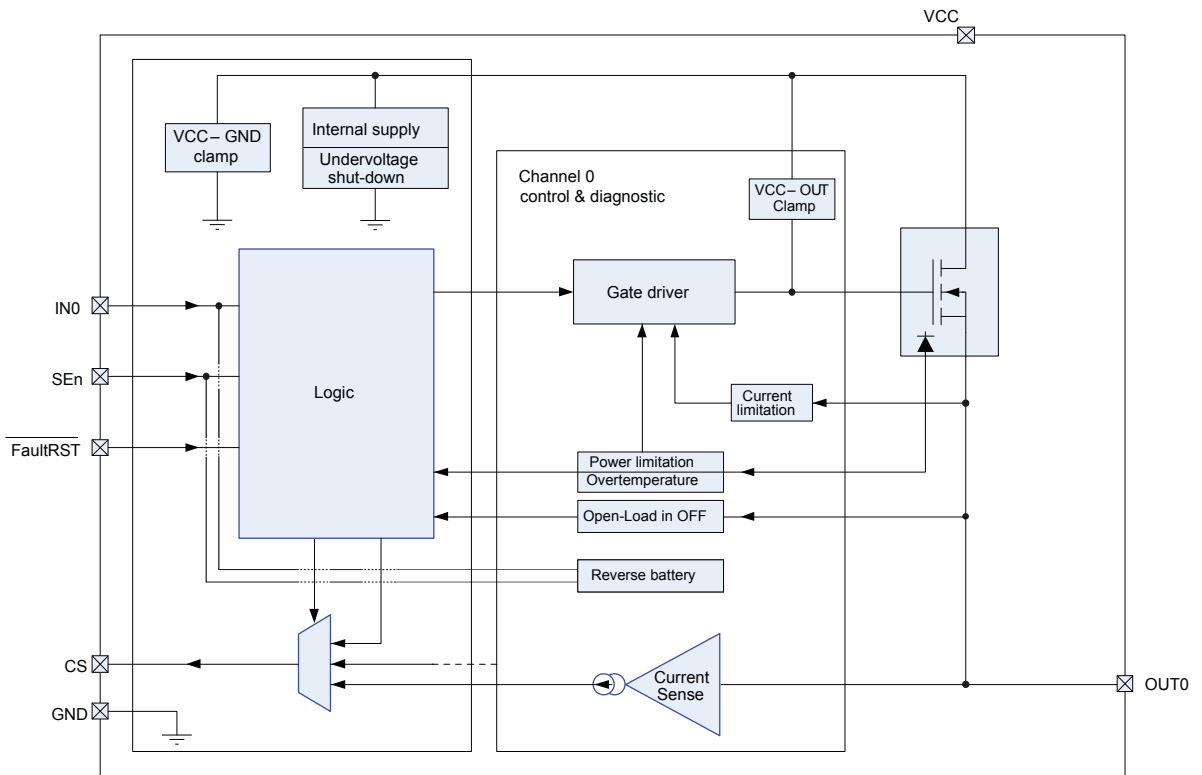 VCC
VCC – GND
clamp
Internal supply
Undervoltage
shut-down
Channel 0
control & diagnostic
VCC – OUT
Clamp
IN0
Gate driver
SEn
Logic
Current
limitation
FaultRST
Power limitation
Overtemperature
Open-Load in OFF
Reverse battery
CS
Current
Sense
OUT0
GND